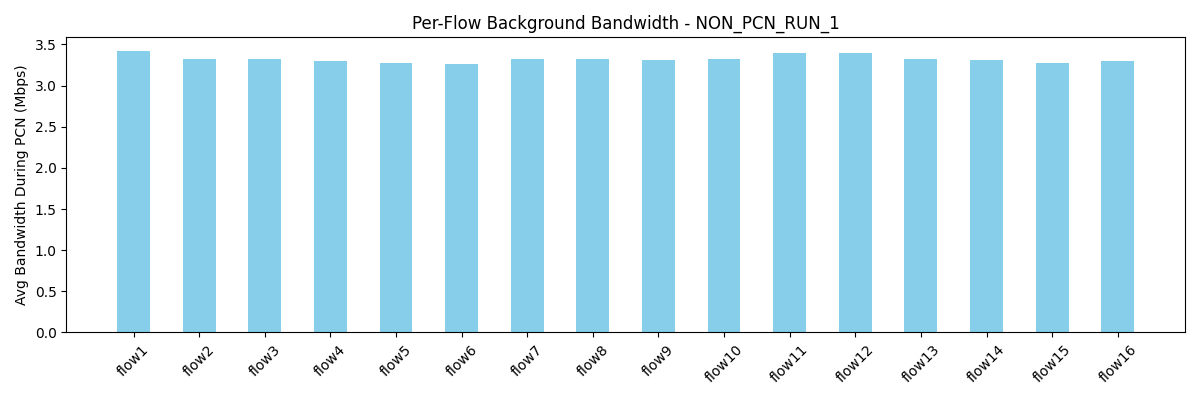 Per-Flow Background Bandwidth - NON_PCN_RUN_1
Avg Bandwidth During PCN (Mbps)
3.5
3.0
2.5
2.0
1.5
1.0
0.5
0.0
flow1
flow2
flow3
flow4
flow5
flow6
flow7
flow8
flow9
flow10
flow11
flow12
flow13
flow14
flow15
flow16